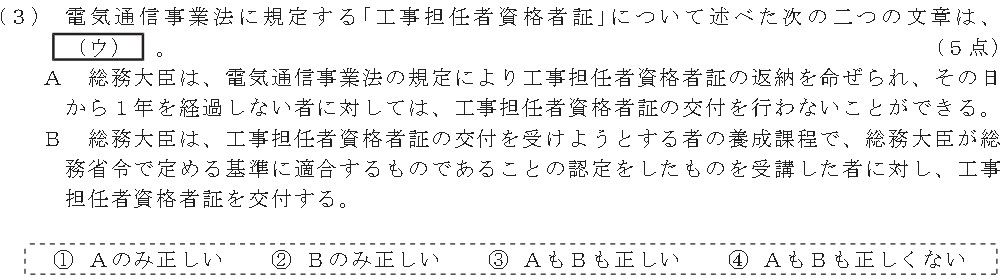 (３) 電気通信事業法に規定する｢工事担任者資格者証｣について述べた次の二つの文章は、
(ウ) 。 (５点)
Ａ 総務大臣は、電気通信事業法の規定により工事担任者資格者証の返納を命ぜられ、その日
から１年を経過しない者に対しては、工事担任者資格者証の交付を行わないことができる。
Ｂ 総務大臣は、工事担任者資格者証の交付を受けようとする者の養成課程で、総務大臣が総
務省令で定める基準に適合するものであることの認定をしたものを受講した者に対し、工事
担任者資格者証を交付する。
① Ａのみ正しい ② Ｂのみ正しい ③ ＡもＢも正しい ④ ＡもＢも正しくない